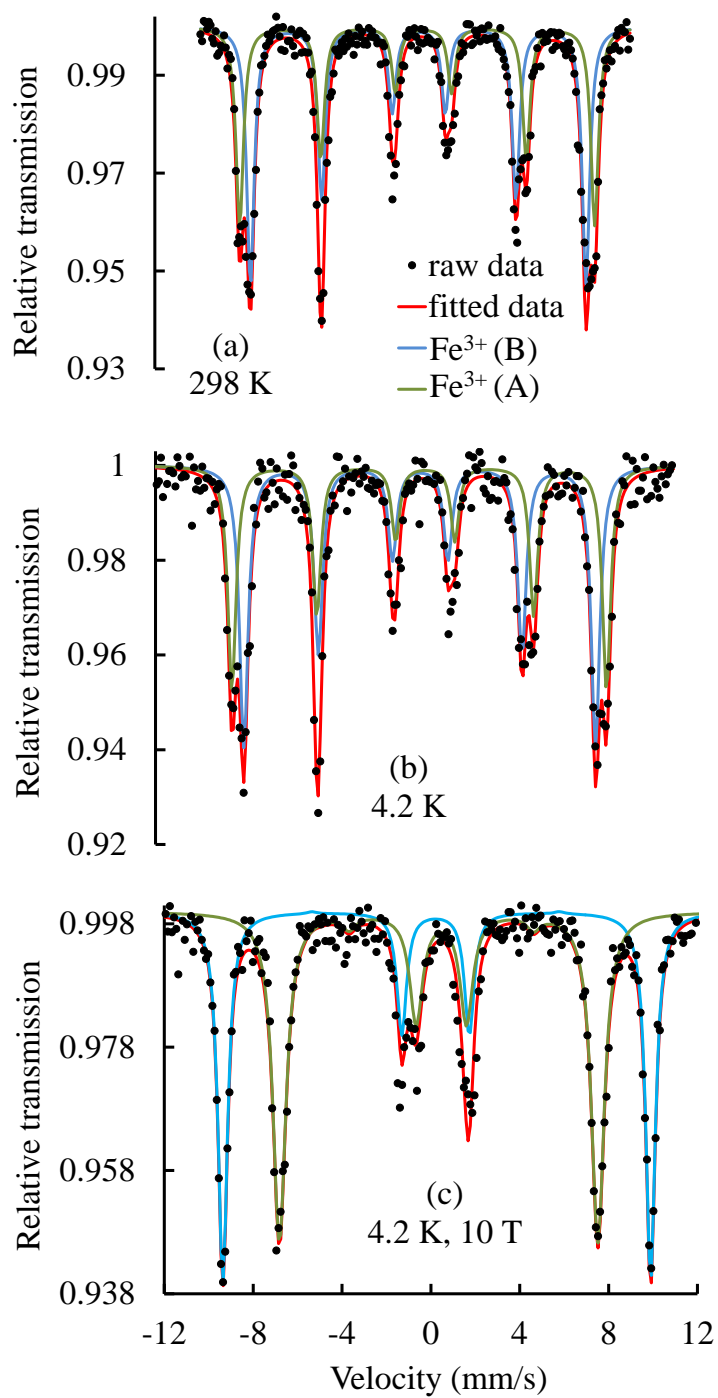 Relative transmission
0.99
0.97
0.95
0.93
raw data
fitted data
Fe³⁺ (B)
Fe³⁺ (A)
(a)
298 K
Relative transmission
1
0.98
0.96
0.94
0.92
(b)
4.2 K
Relative transmission
0.998
0.978
0.958
0.938
(c)
4.2 K, 10 T
-12 -8 -4 0 4 8 12
Velocity (mm/s)